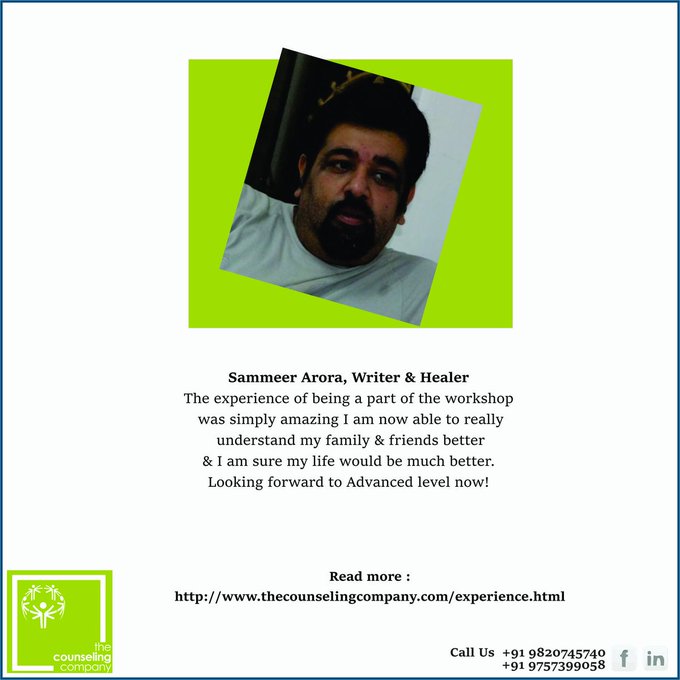 Sammeer Arora, Writer & Healer
The experience of being a part of the workshop
was simply amazing I am now able to really
understand my family & friends better
& I am sure my life would be much better.
Looking forward to Advanced level now!
Read more :
http://www.thecounselingcompany.com/experience.html
the
counseling
company
Call Us +91 9820745740
+91 9757399058
f in